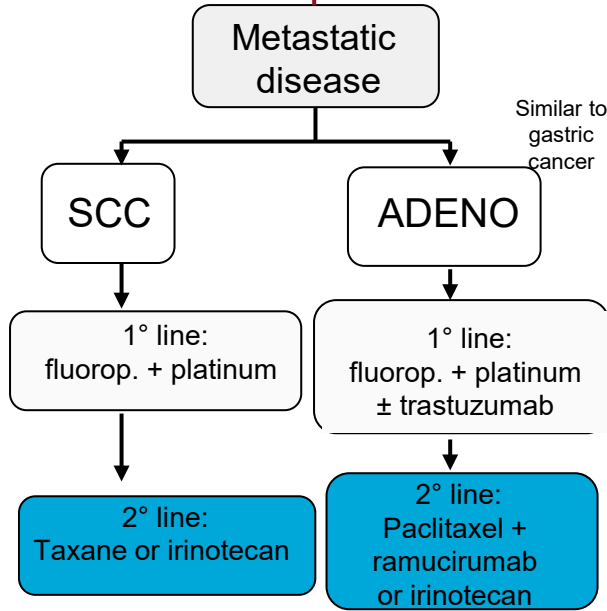 Metastatic
disease
Similar to
gastric
cancer
SCC
ADENO
1° line:
fluorop. + platinum
1° line:
fluorop. + platinum
± trastuzumab
2° line:
Taxane or irinotecan
2° line:
Paclitaxel +
ramucirumab
or irinotecan